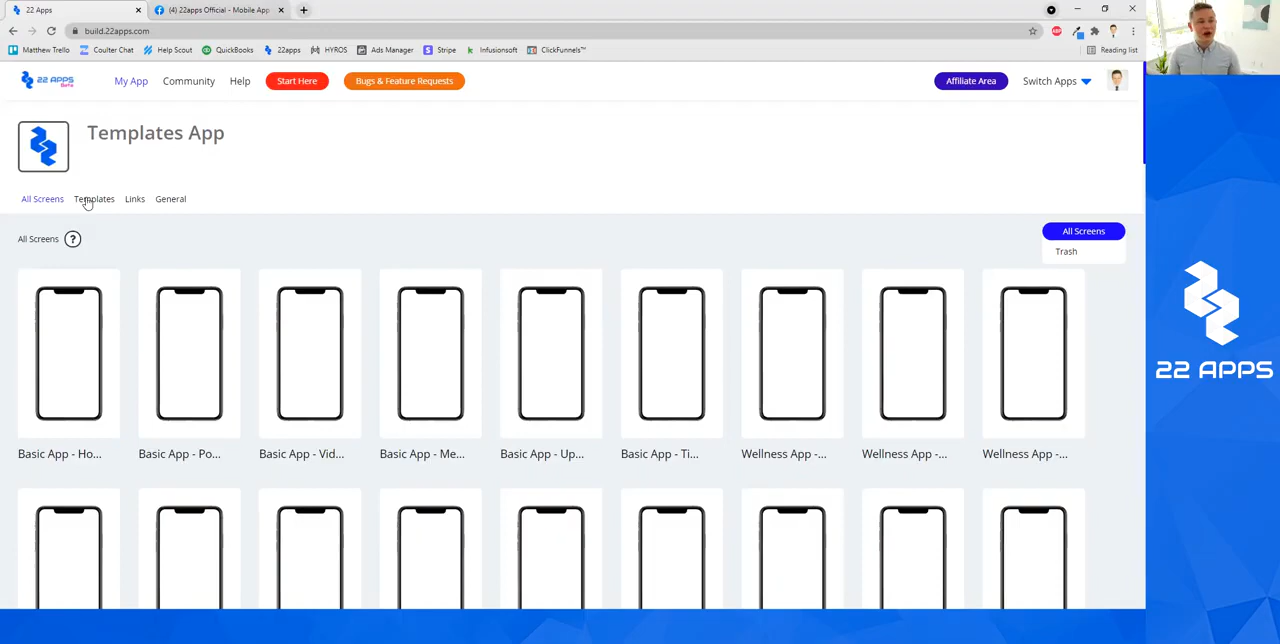 22 Apps
(4) 22apps Official - Mobile App
build.22apps.com
Matthew Trello
Coulter Chat
Help Scout
QuickBooks
22apps
HYROS
Ads Manager
Stripe
Infusionsoft
ClickFunnels™
Reading list
22 APPS
Beta
My App
Community
Help
Start Here
Bugs & Feature Requests
Affiliate Area
Switch Apps
Templates App
All Screens
Templates
Links
General
All Screens
?
All Screens
Trash
Basic App - Ho...
Basic App - Po...
Basic App - Vid...
Basic App - Me...
Basic App - Up...
Basic App - Ti...
Wellness App -...
Wellness App -...
Wellness App -...
22 APPS